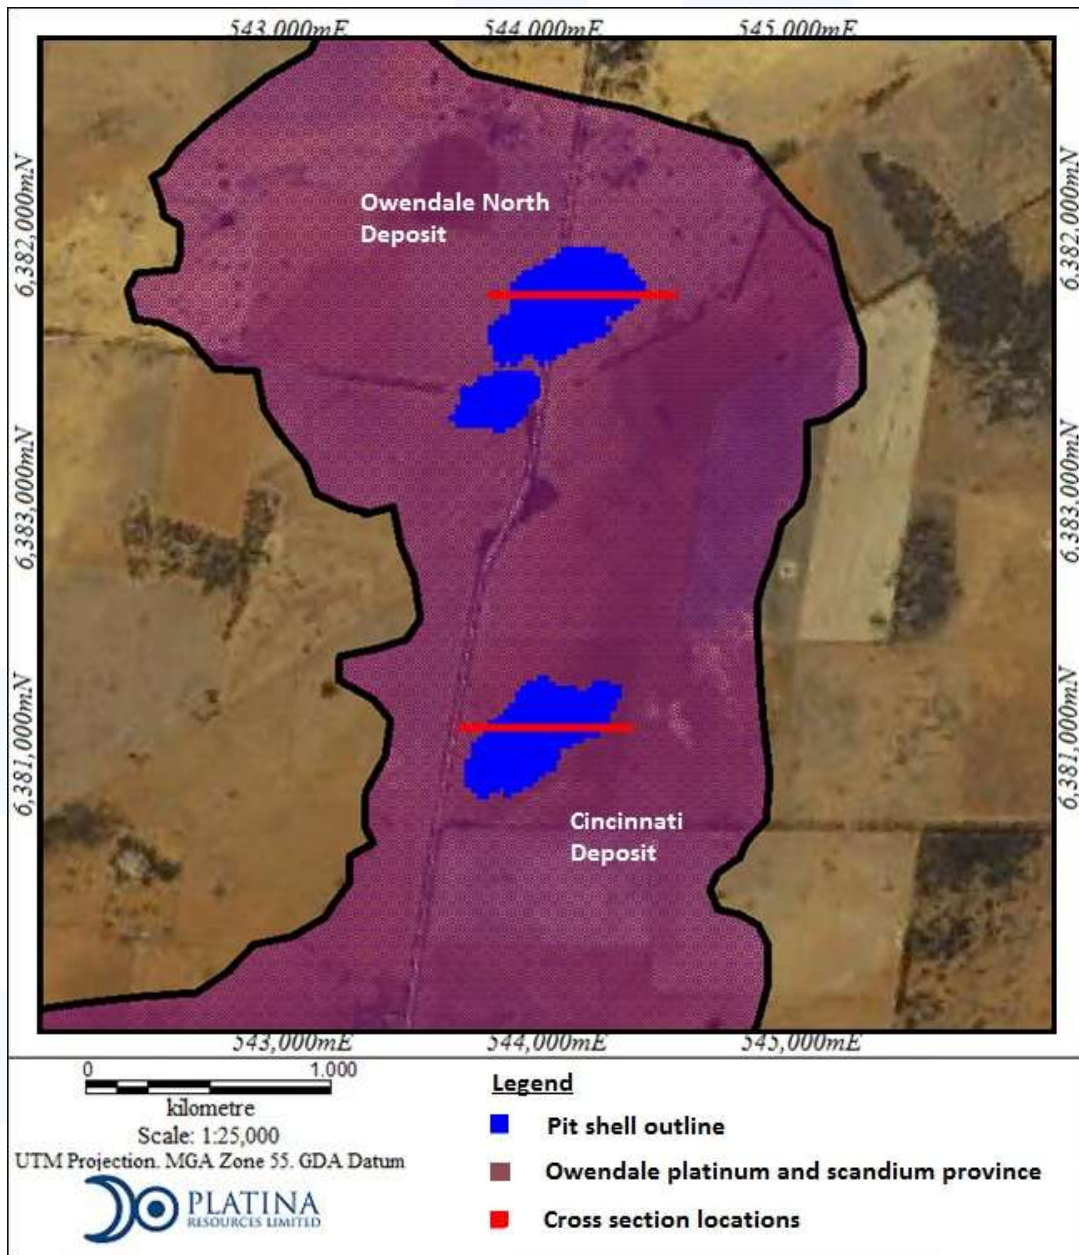 543,000mE 544,000mE 545,000mE
6,382,000mN
6,382,000mN
Owendale North
Deposit
6,383,000mN
6,383,000mN
6,381,000mN
6,381,000mN
Cincinnati
Deposit
543,000mE 544,000mE 545,000mE
0 1.000
kilometre
Scale: 1:25,000
UTM Projection. MGA Zone 55. GDA Datum
PLATINA
RESOURCES LIMITED
Legend
Pit shell outline
Owendale platinum and scandium province
Cross section locations